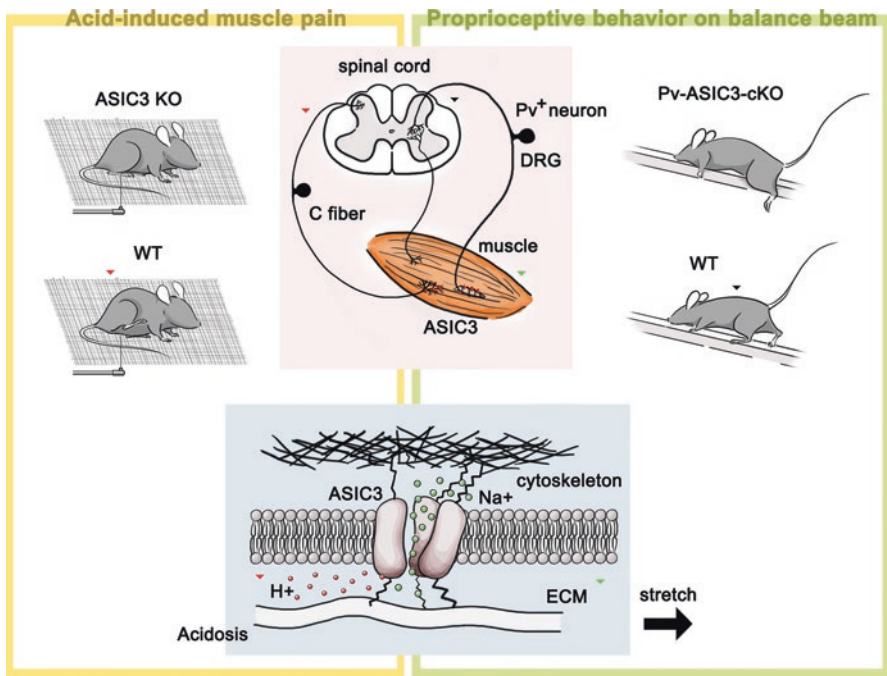 Acid-induced muscle pain
Proprioceptive behavior on balance beam
ASIC3 KO
WT
spinal cord
Pv+ neuron
DRG
C fiber
muscle
ASIC3
Pv-ASIC3-cKO
WT
cytoskeleton
ASIC3
Na+
H+
ECM
Acidosis
stretch